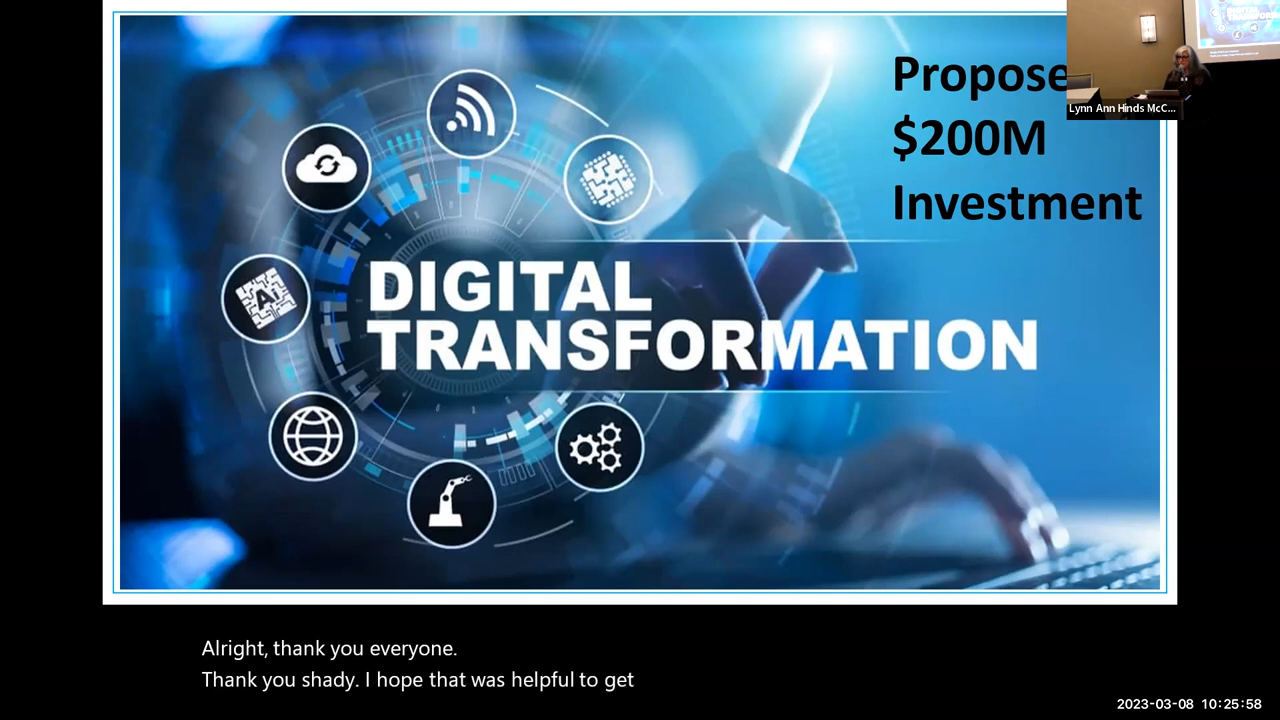 Propose
$200M
Investment
Lynn Ann Hinds McC...
DIGITAL
TRANSFORMATION
Ai
Alright, thank you everyone.
Thank you shady. I hope that was helpful to get
2023-03-08 10:25:58